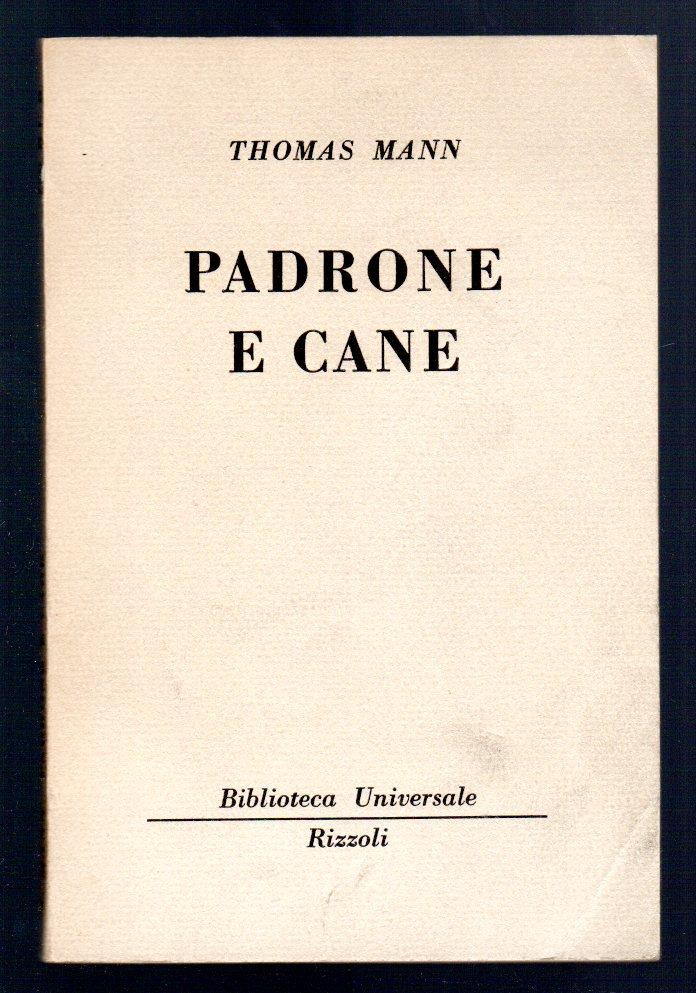 THOMAS MANN
PADRONE
E CANE
Biblioteca Universale
Rizzoli